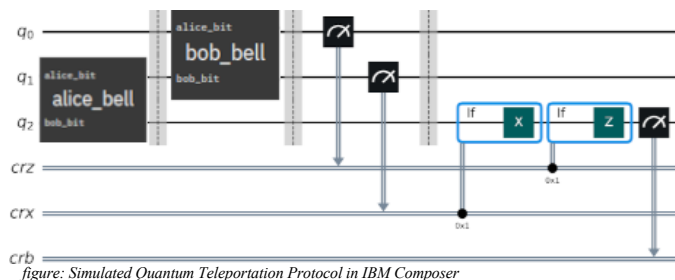 q0
alice_bit
bob_bell
q1
alice_bit
bob_bit
alice_bell
If
X
If
Z
q2
bob_bit
crz
0x1
crx
0x1
crb
figure: Simulated Quantum Teleportation Protocol in IBM Composer